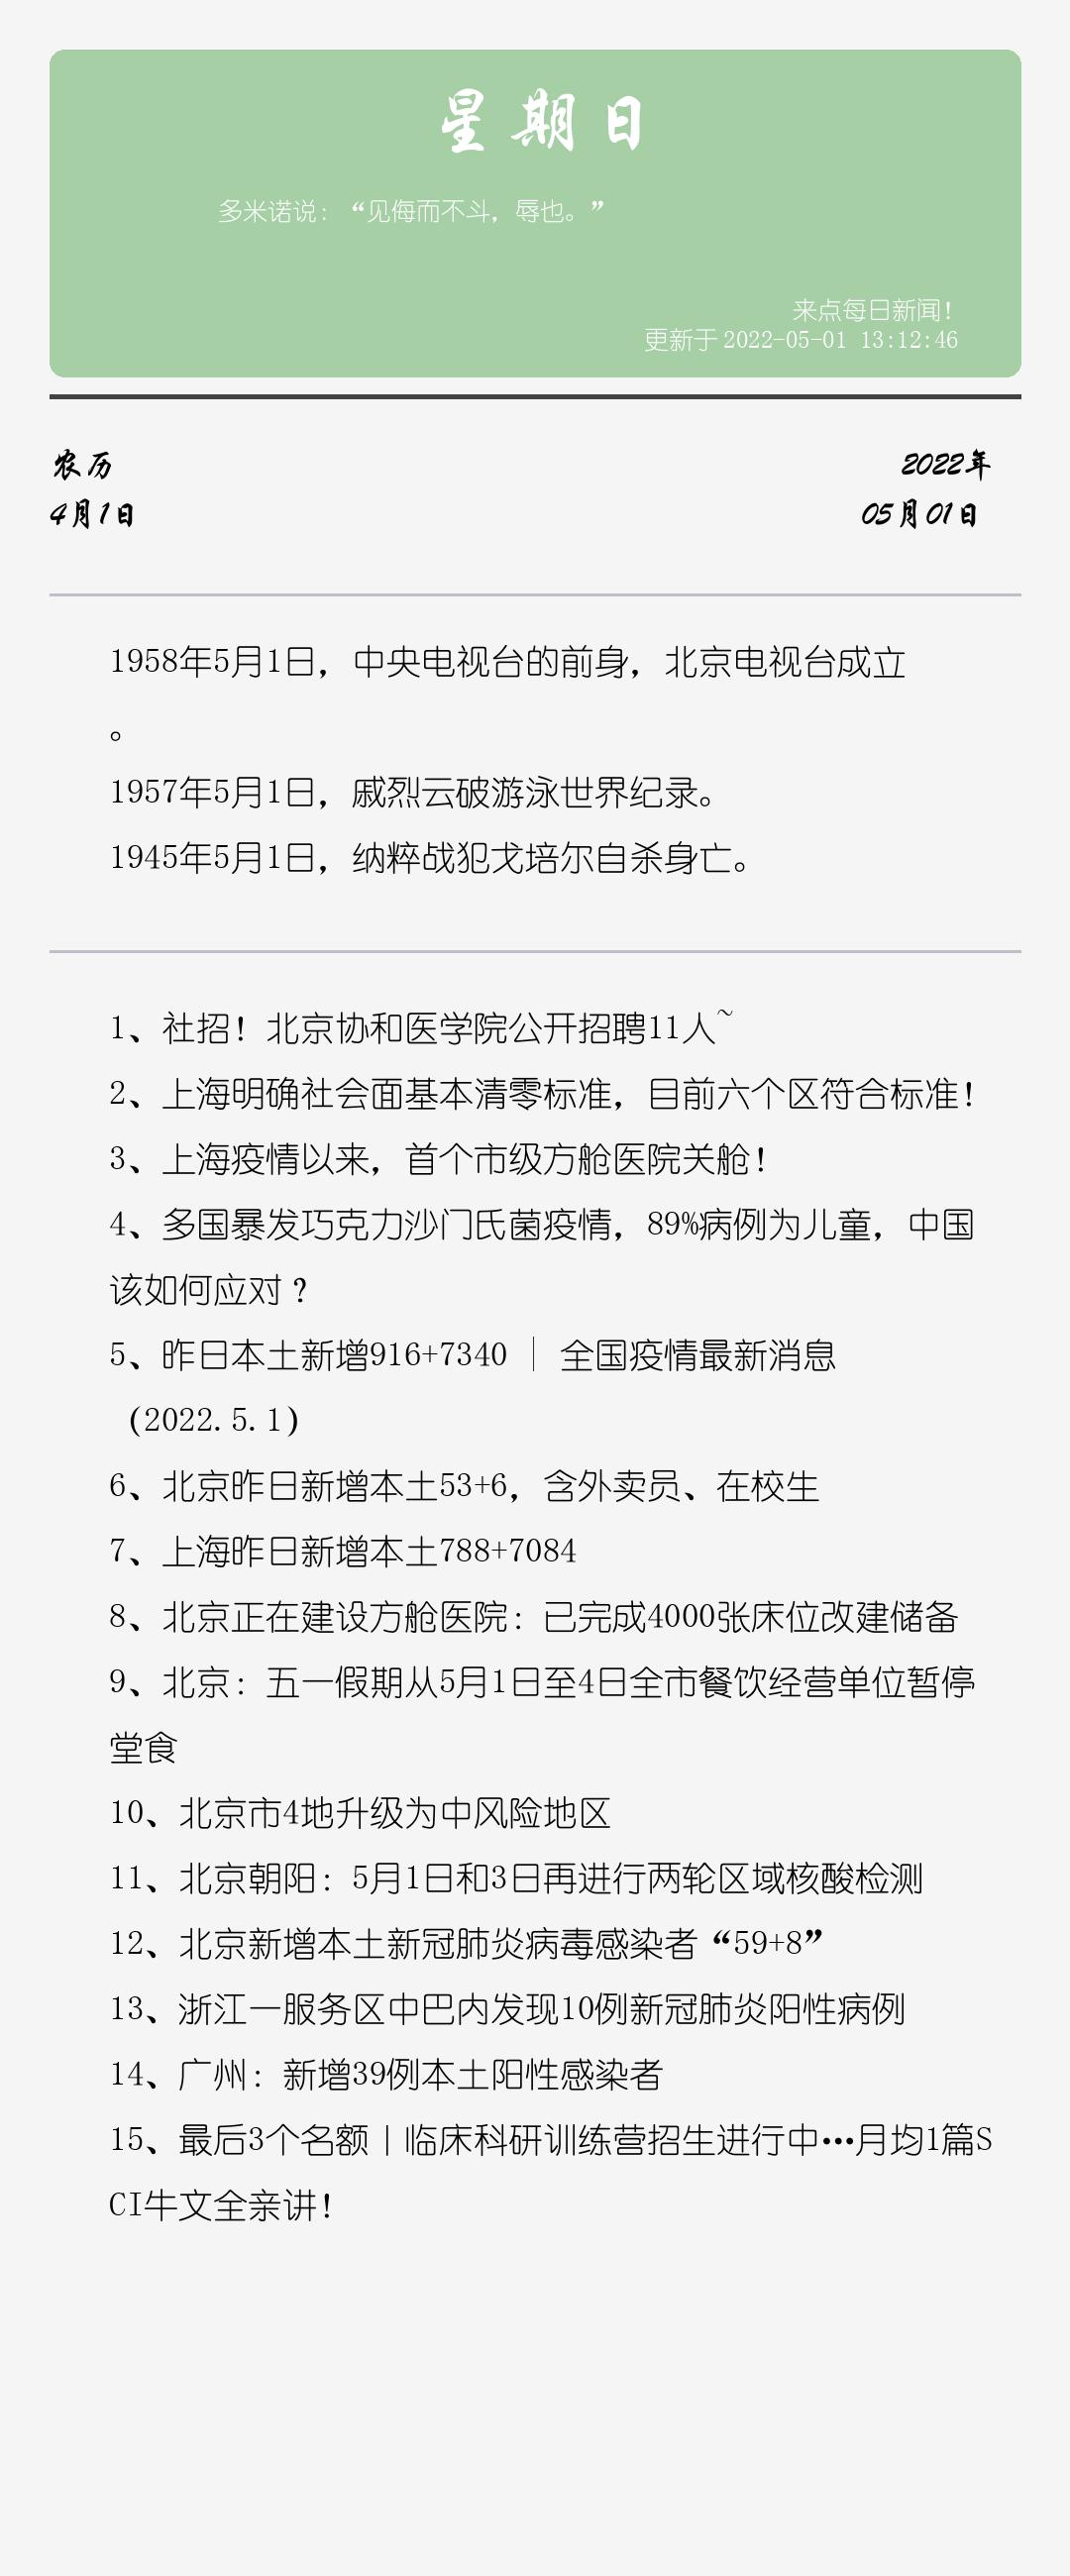 星期日
多米诺说：“见侮而不斗，辱也。”
来点每日新闻！
更新于 2022-05-01 13:12:46
农历
4月1日
2022年
05月01日
1958年5月1日，中央电视台的前身，北京电视台成立
。
1957年5月1日，戚烈云破游泳世界纪录。
1945年5月1日，纳粹战犯戈培尔自杀身亡。
1、社招！北京协和医学院公开招聘11人~
2、上海明确社会面基本清零标准，目前六个区符合标准！
3、上海疫情以来，首个市级方舱医院关舱！
4、多国暴发巧克力沙门氏菌疫情，89%病例为儿童，中国
该如何应对？
5、昨日本土新增916+7340 │ 全国疫情最新消息
（2022.5.1）
6、北京昨日新增本土53+6，含外卖员、在校生
7、上海昨日新增本土788+7084
8、北京正在建设方舱医院：已完成4000张床位改建储备
9、北京：五一假期从5月1日至4日全市餐饮经营单位暂停
堂食
10、北京市4地升级为中风险地区
11、北京朝阳：5月1日和3日再进行两轮区域核酸检测
12、北京新增本土新冠肺炎病毒感染者“59+8”
13、浙江一服务区中巴内发现10例新冠肺炎阳性病例
14、广州：新增39例本土阳性感染者
15、最后3个名额丨临床科研训练营招生进行中…月均1篇S
CI牛文全亲讲！